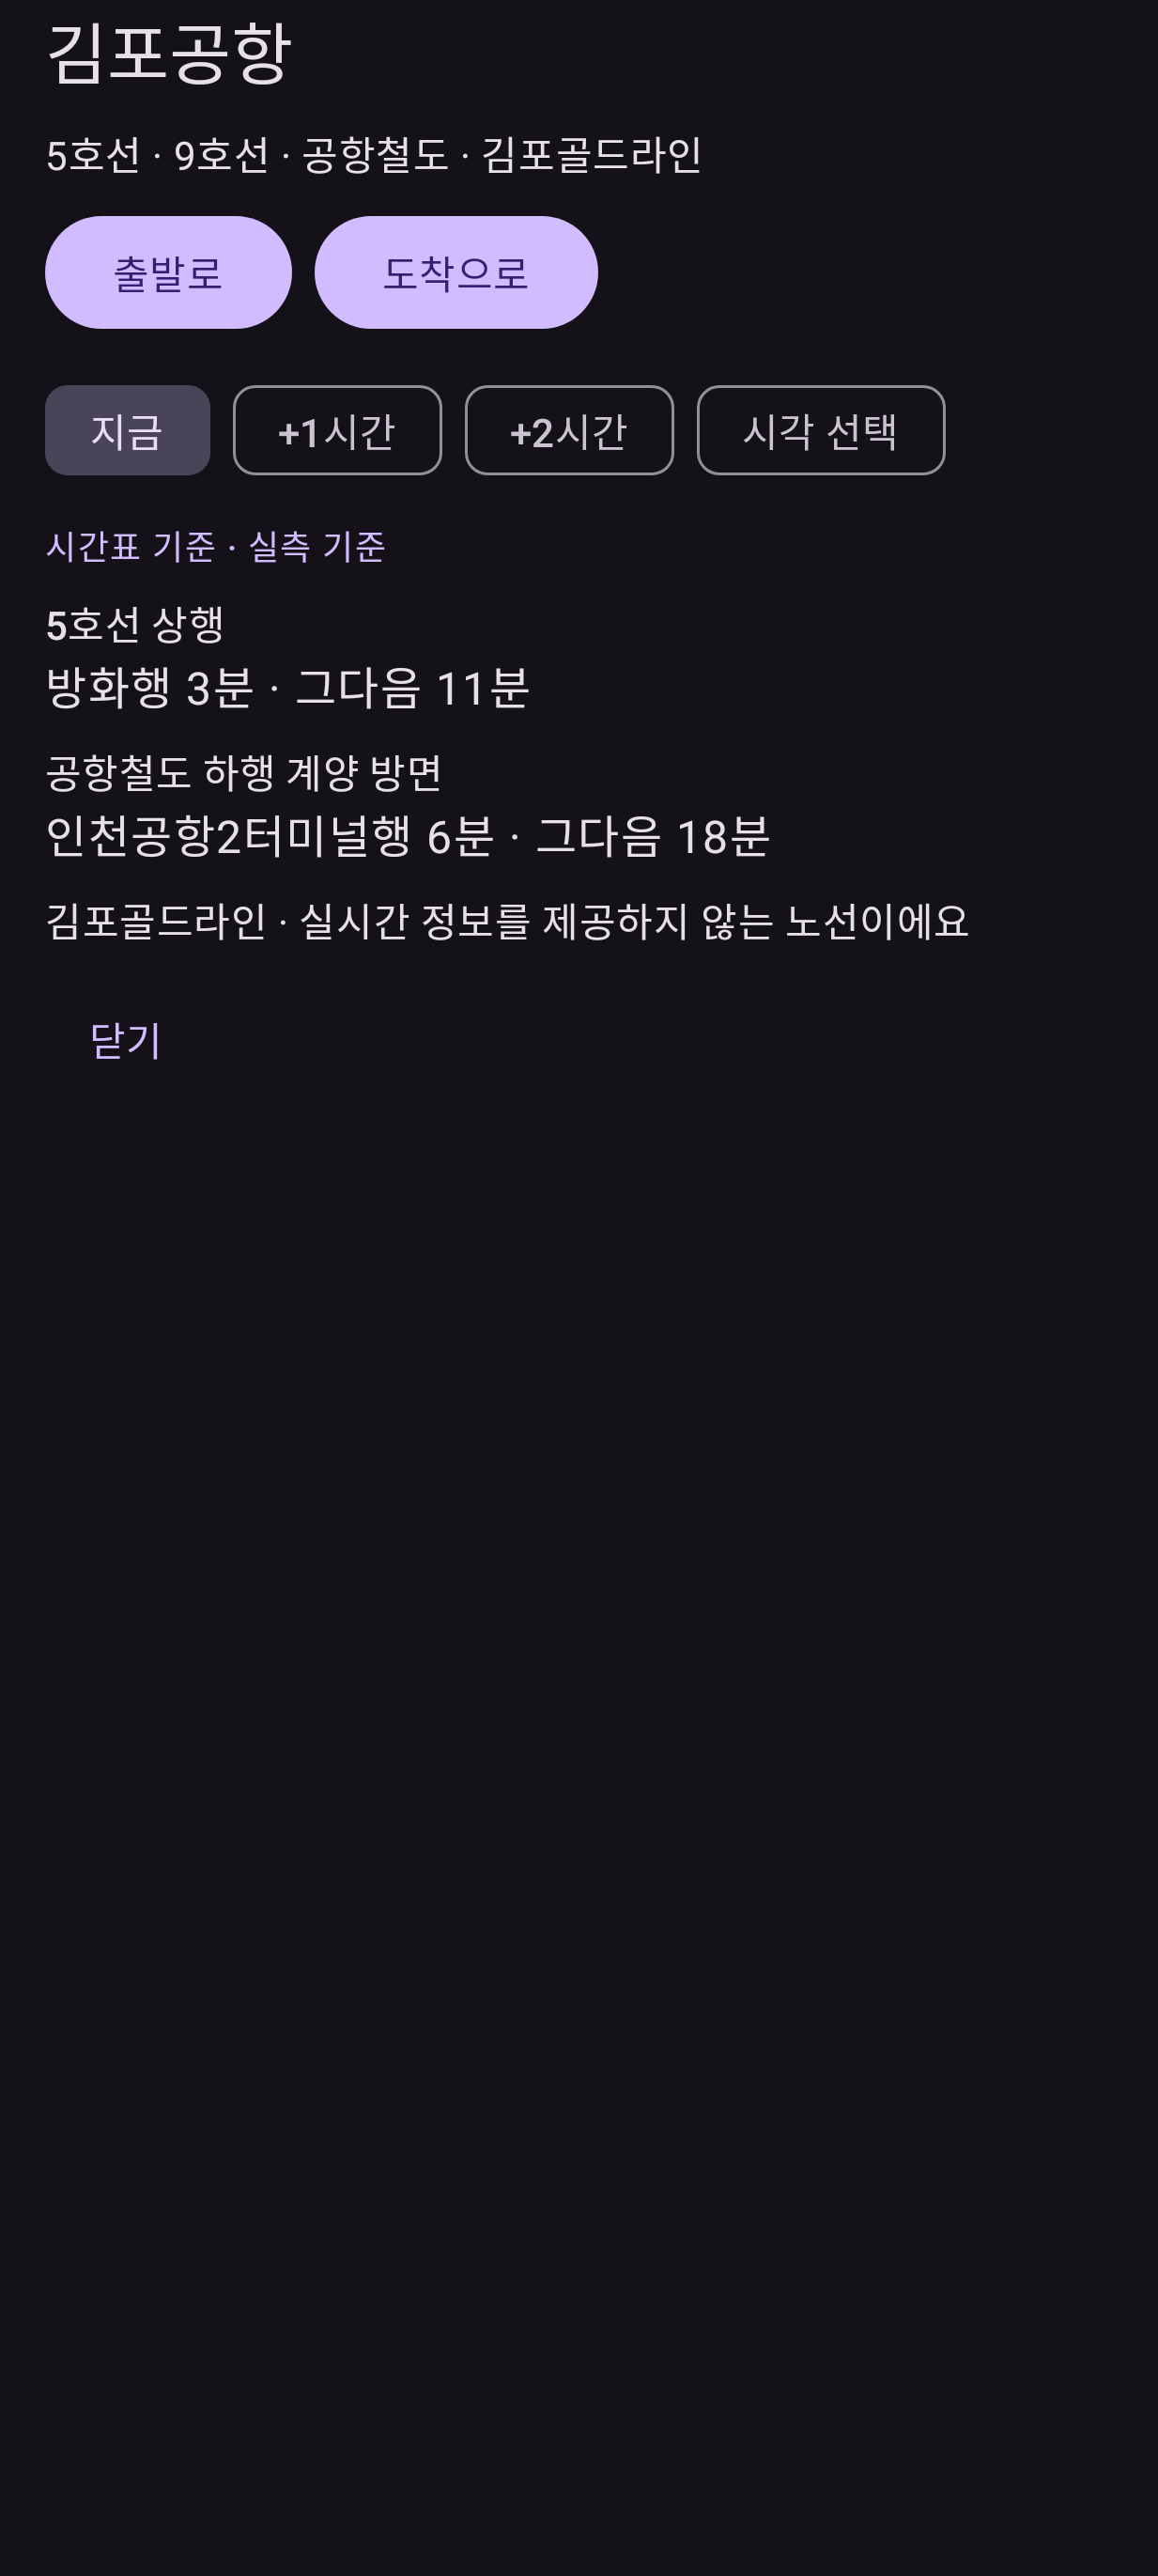 김포공항
5호선 · 9호선 · 공항철도 · 김포골드라인
출발로 도착으로
지금 +1시간 +2시간 시각 선택
시간표 기준 · 실측 기준
5호선 상행
방화행 3분 · 그다음 11분
공항철도 하행 계양 방면
인천공항2터미널행 6분 · 그다음 18분
김포골드라인 · 실시간 정보를 제공하지 않는 노선이에요
닫기